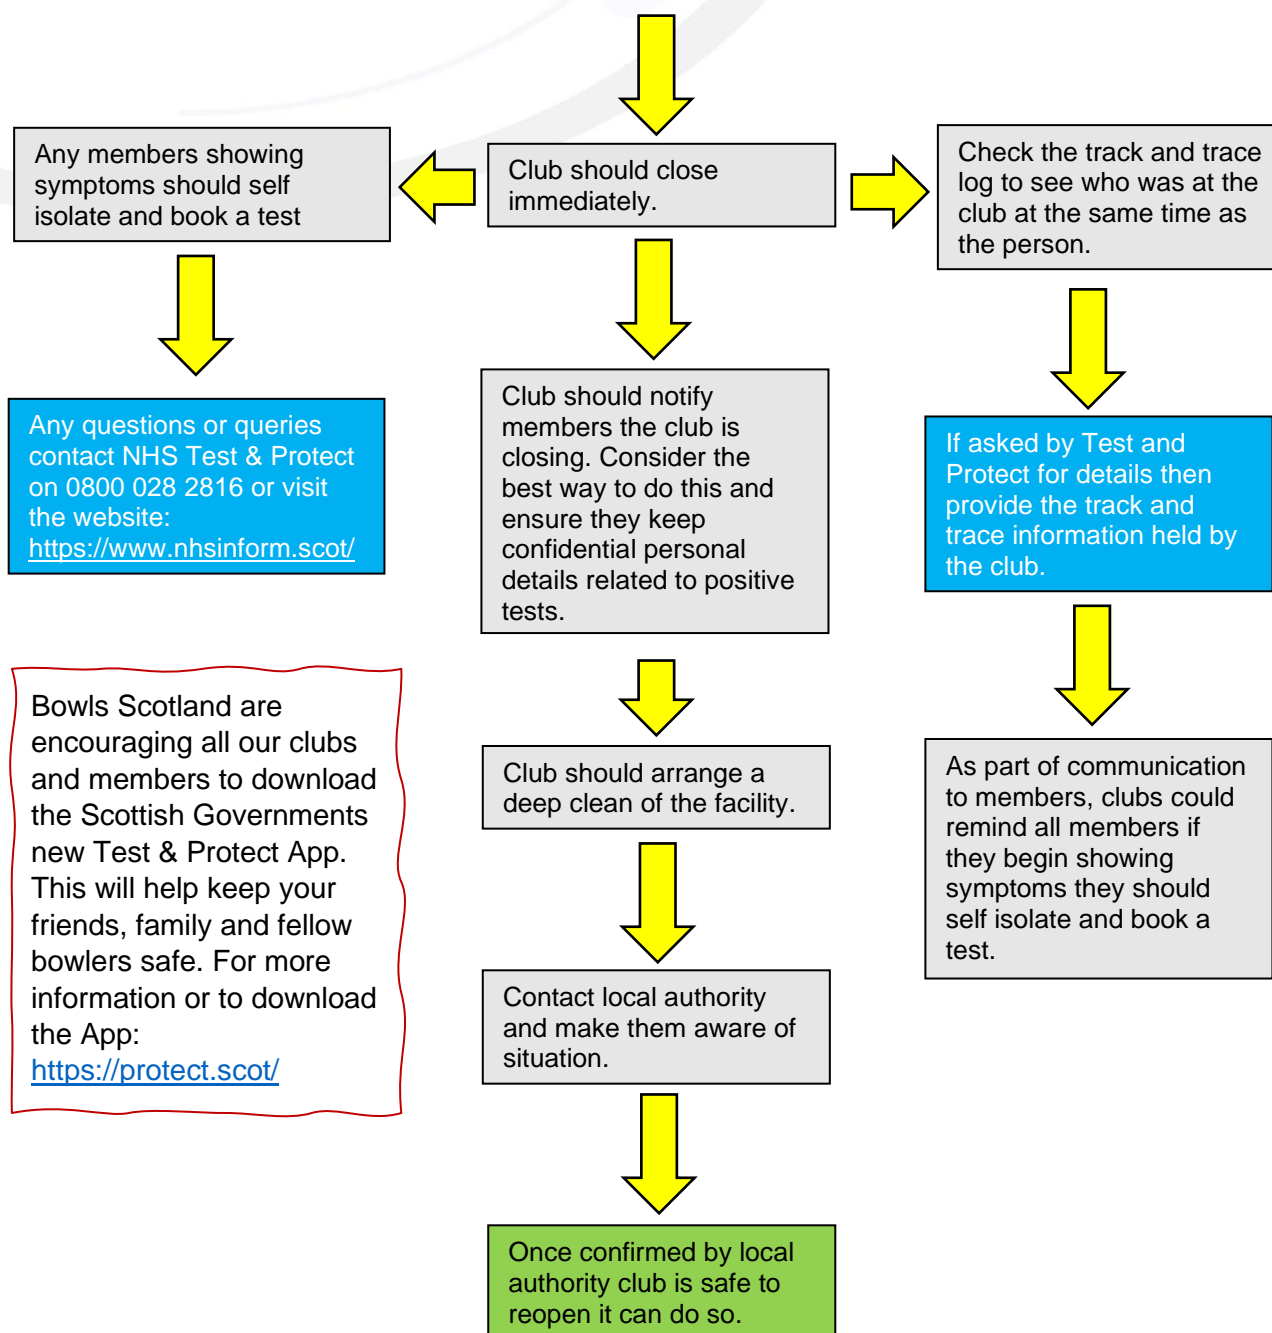 Any members showing
symptoms should self
isolate and book a test
Club should close
immediately.
Check the track and trace
log to see who was at the
club at the same time as
the person.
Any questions or queries
contact NHS Test & Protect
on 0800 028 2816 or visit
the website:
https://www.nhsinform.scot/
Club should notify
members the club is
closing. Consider the
best way to do this and
ensure they keep
confidential personal
details related to positive
tests.
If asked by Test and
Protect for details then
provide the track and
trace information held by
the club.
Bowls Scotland are
encouraging all our clubs
and members to download
the Scottish Governments
new Test & Protect App.
This will help keep your
friends, family and fellow
bowlers safe. For more
information or to download
the App:
https://protect.scot/
Club should arrange a
deep clean of the facility.
As part of communication
to members, clubs could
remind all members if
they begin showing
symptoms they should
self isolate and book a
test.
Contact local authority
and make them aware of
situation.
Once confirmed by local
authority club is safe to
reopen it can do so.